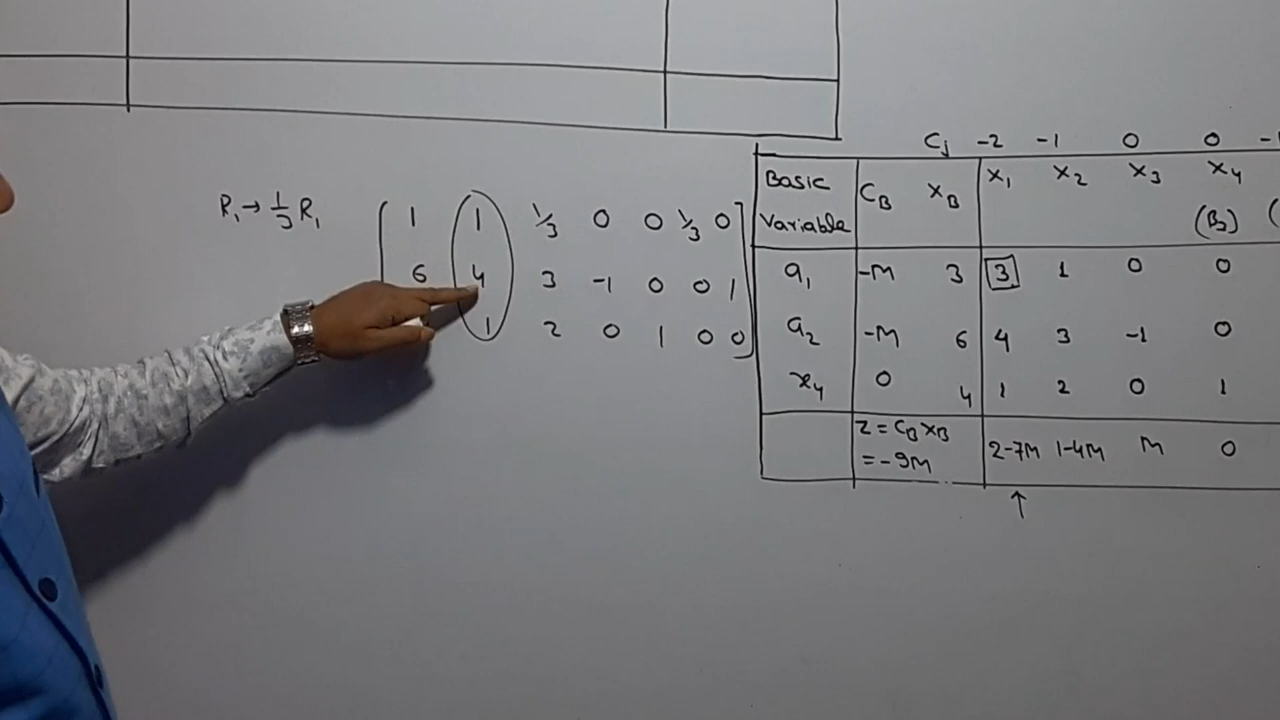 R₁→ 1/3 R₁
1 1 1/3 0 0 1/3 0
6 4 3 -1 0 0 1
1 2 0 1 0 0
Cj -2 -1 0 0 -1
Basic Variable CB XB X₁ X₂ X₃ X₄
(B₃) (
a₁ -M 3 3 1 0 0
a₂ -M 6 4 3 -1 0
x₄ 0 4 1 2 0 1
Z = CB XB
= -9M 2-7M 1-4M M 0
↑